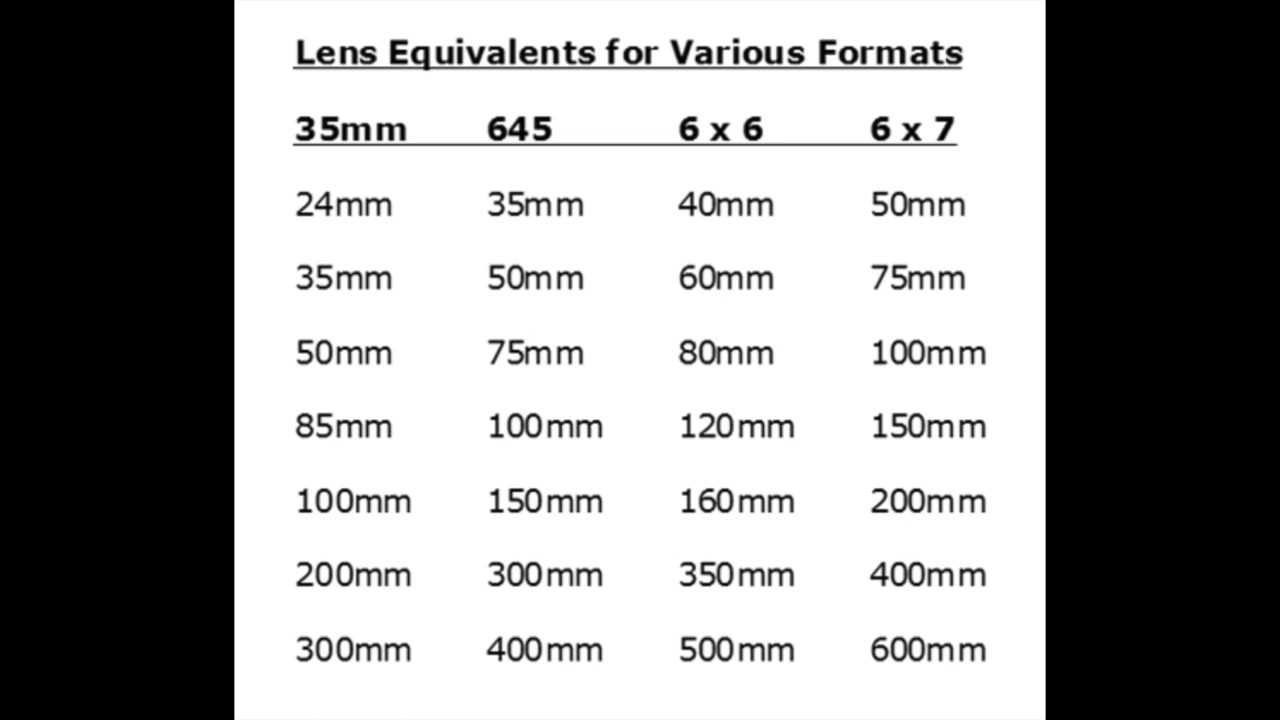 Lens Equivalents for Various Formats
35mm 645 6 x 6 6 x 7
24mm 35mm 40mm 50mm
35mm 50mm 60mm 75mm
50mm 75mm 80mm 100mm
85mm 100mm 120mm 150mm
100mm 150mm 160mm 200mm
200mm 300mm 350mm 400mm
300mm 400mm 500mm 600mm